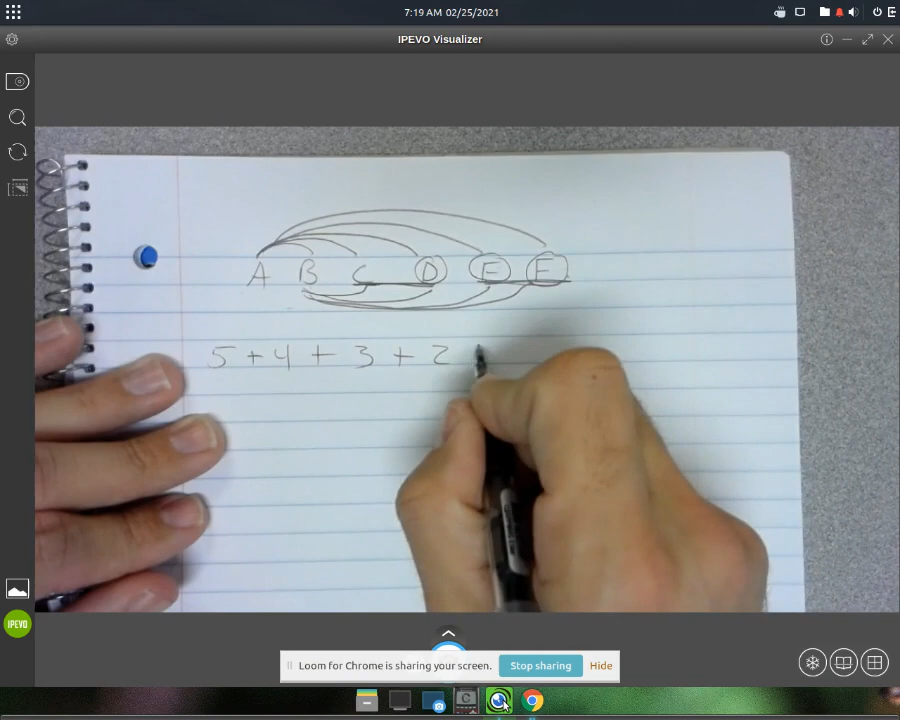 7:19 AM 02/25/2021
IPEVO Visualizer
A B C D E F
5 + 4 + 3 + 2
IPEVO
Loom for Chrome is sharing your screen. Stop sharing Hide